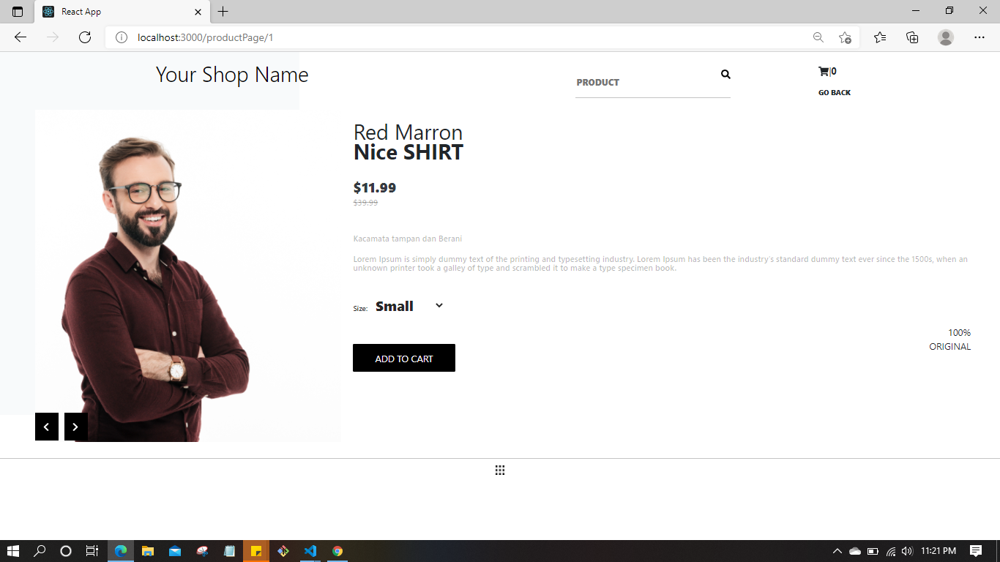 React App
localhost:3000/productPage/1
Your Shop Name
PRODUCT
|0
GO BACK
Red Marron
Nice SHIRT
$11.99
$39.99
Kacamata tampan dan Berani
Lorem Ipsum is simply dummy text of the printing and typesetting industry. Lorem Ipsum has been the industry's standard dummy text ever since the 1500s, when an
unknown printer took a galley of type and scrambled it to make a type specimen book.
Size: Small
100%
ORIGINAL
ADD TO CART
11:21 PM